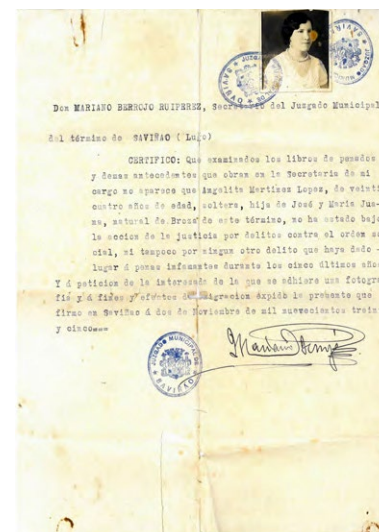 Don MARIANO BERROJO RUIPEREZ, Secretario del Juzgado Municipal
del término de SAVIÑAO (Lugo)
CERTIFICO: Que examinados los libros de penados
y demas antecedentes que obran en la Secretaria de mi
cargo no aparece que Angelita Martínez Lopez, de veinti
cuatro años de edad, soltera, hija de José y Maria Jua-
na, natural de Broza de este término, no ha estado bajo
la accion de la justicia por delitos contra el orden so
cial, ni tampoco por ningun otro delito que haya dado -
lugar á penas infamantes durante los cinco últimos años
Y á peticion de la interesada de la que se adhiere una fotogra
fia y á fines y efectos de emigracion expido la presente que
firmo en Saviñao á dos de Noviembre de mil novecientos trein
y cinco===
JUZGADO MUNICIPAL DE
SAVIÑAO